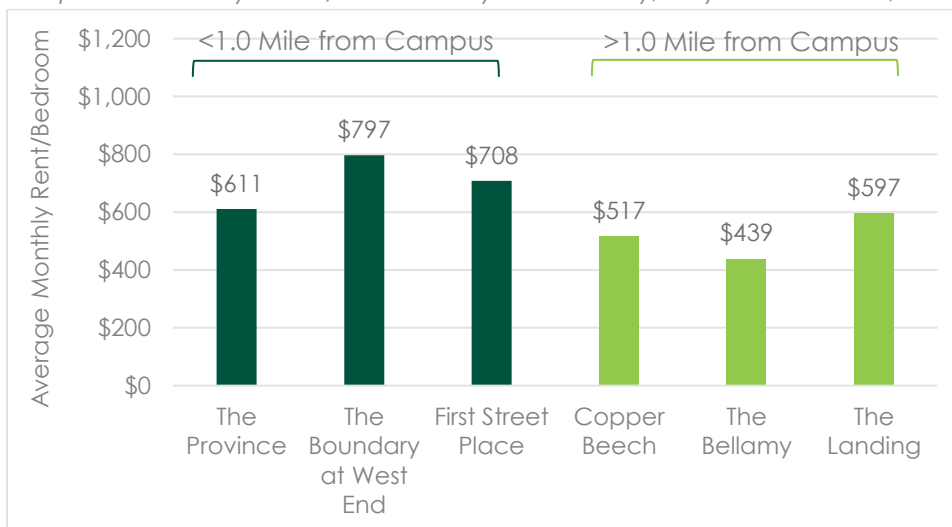 <1.0 Mile from Campus
>1.0 Mile from Campus
Average Monthly Rent/Bedroom
$1,200
$1,000
$800
$600
$400
$200
$0
$611
$797
$708
$517
$439
$597
The
Province
The
Boundary
at West
End
First Street
Place
Copper
Beech
The
Bellamy
The
Landing